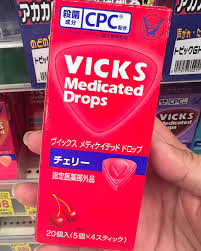 殺菌
成分
CPC
配合
VICKS
Medicated
Drops
ヴイックス メディケイテッド ドロップ
チェリー
指定医薬部外品
20個入(5個×4スティック)
CPC